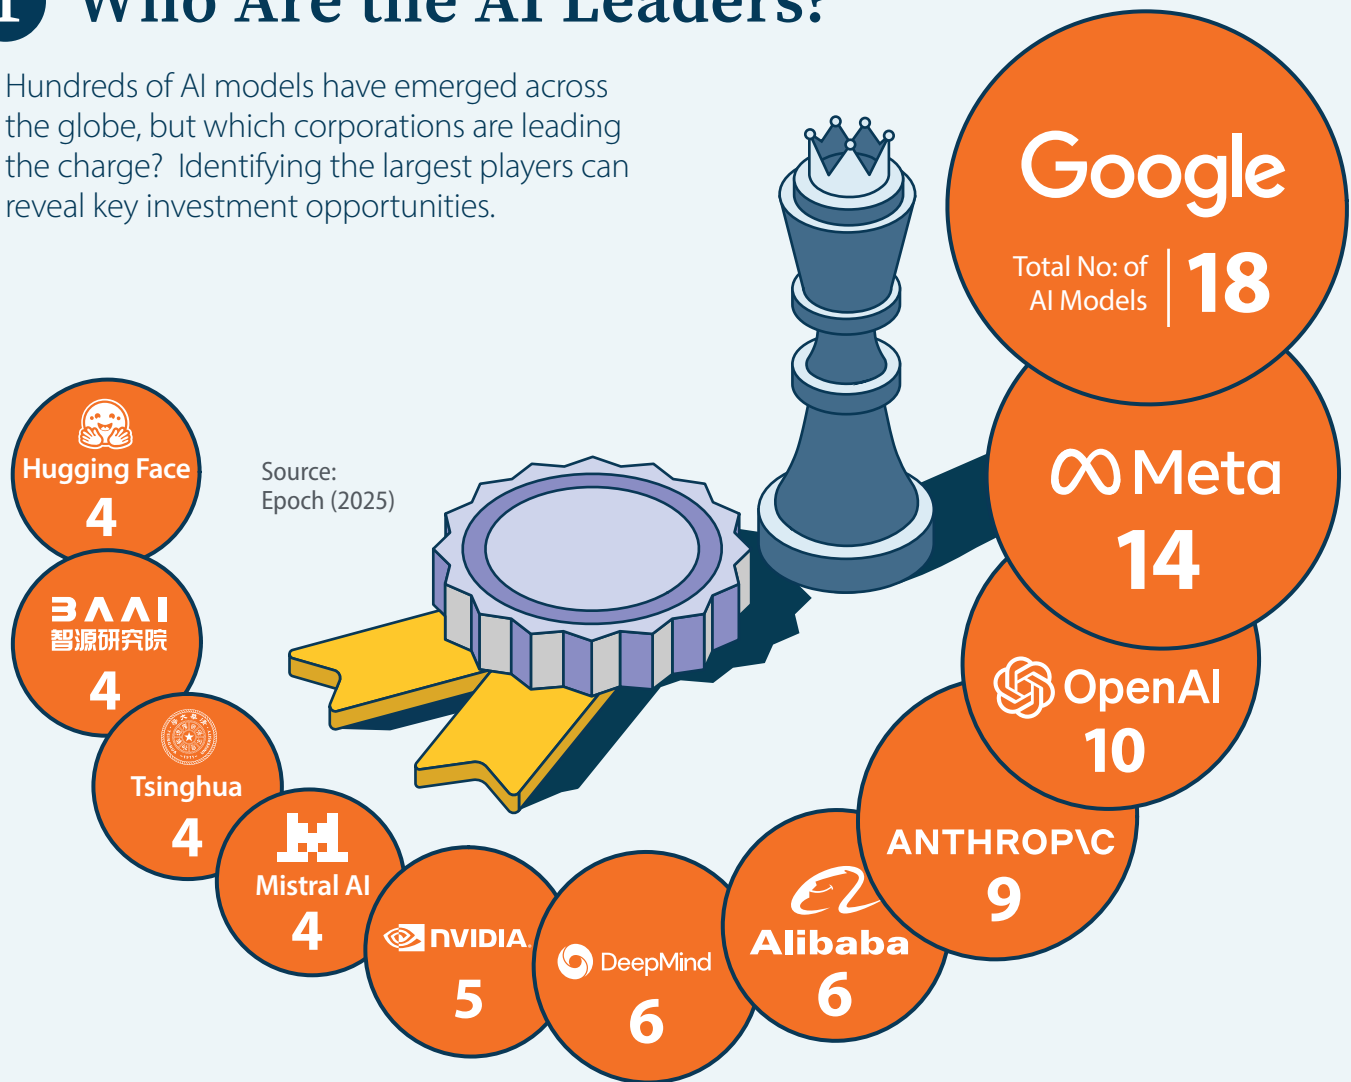 1 Who Are the AI Leaders?
Hundreds of AI models have emerged across
the globe, but which corporations are leading
the charge? Identifying the largest players can
reveal key investment opportunities.
Google
Total No: of
AI Models
18
Meta
14
OpenAI
10
ANTHROP\C
9
Alibaba
6
DeepMind
6
NVIDIA
5
Mistral AI
4
Tsinghua
4
BAAI
智源研究院
4
Hugging Face
4
Source:
Epoch (2025)